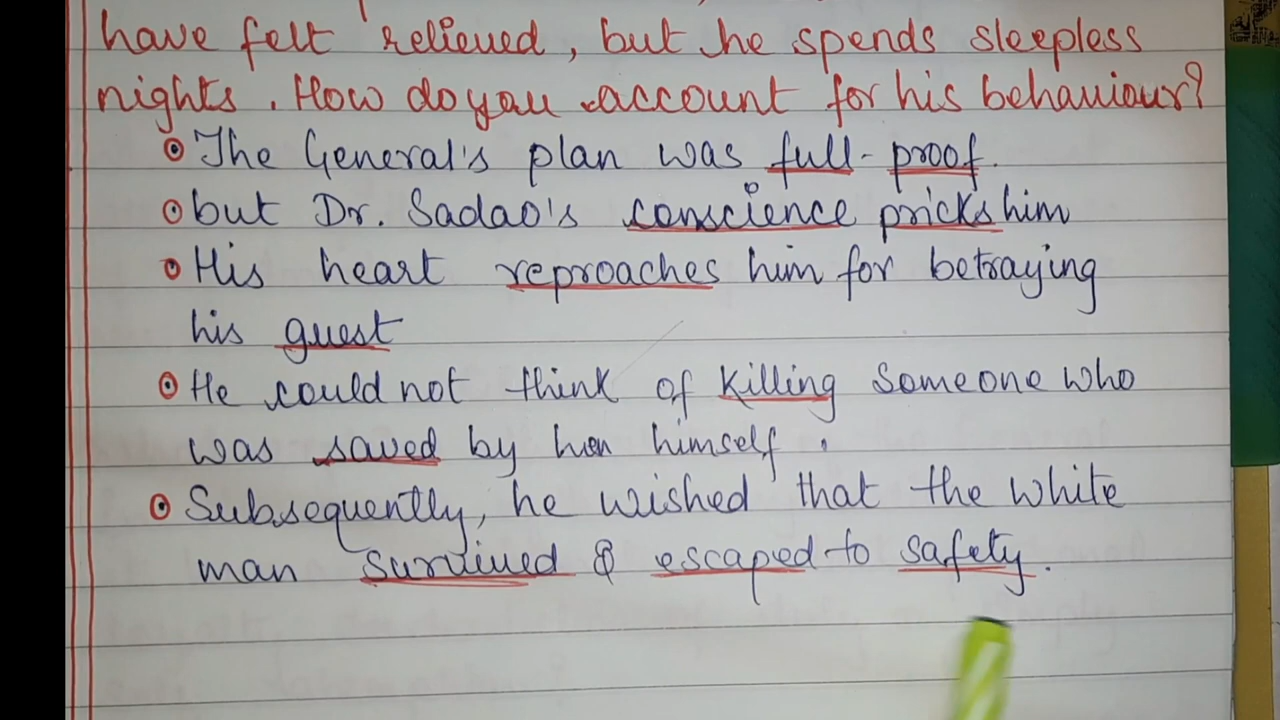 have felt relieved, but he spends sleepless
nights. How do you account for his behaviour?
The General's plan was full-proof.
but Dr. Sadao's conscience pricks him
His heart reproaches him for betraying
his guest
He could not think of killing someone who
was saved by him himself.
Subsequently, he wished that the white
man survived & escaped to safety.